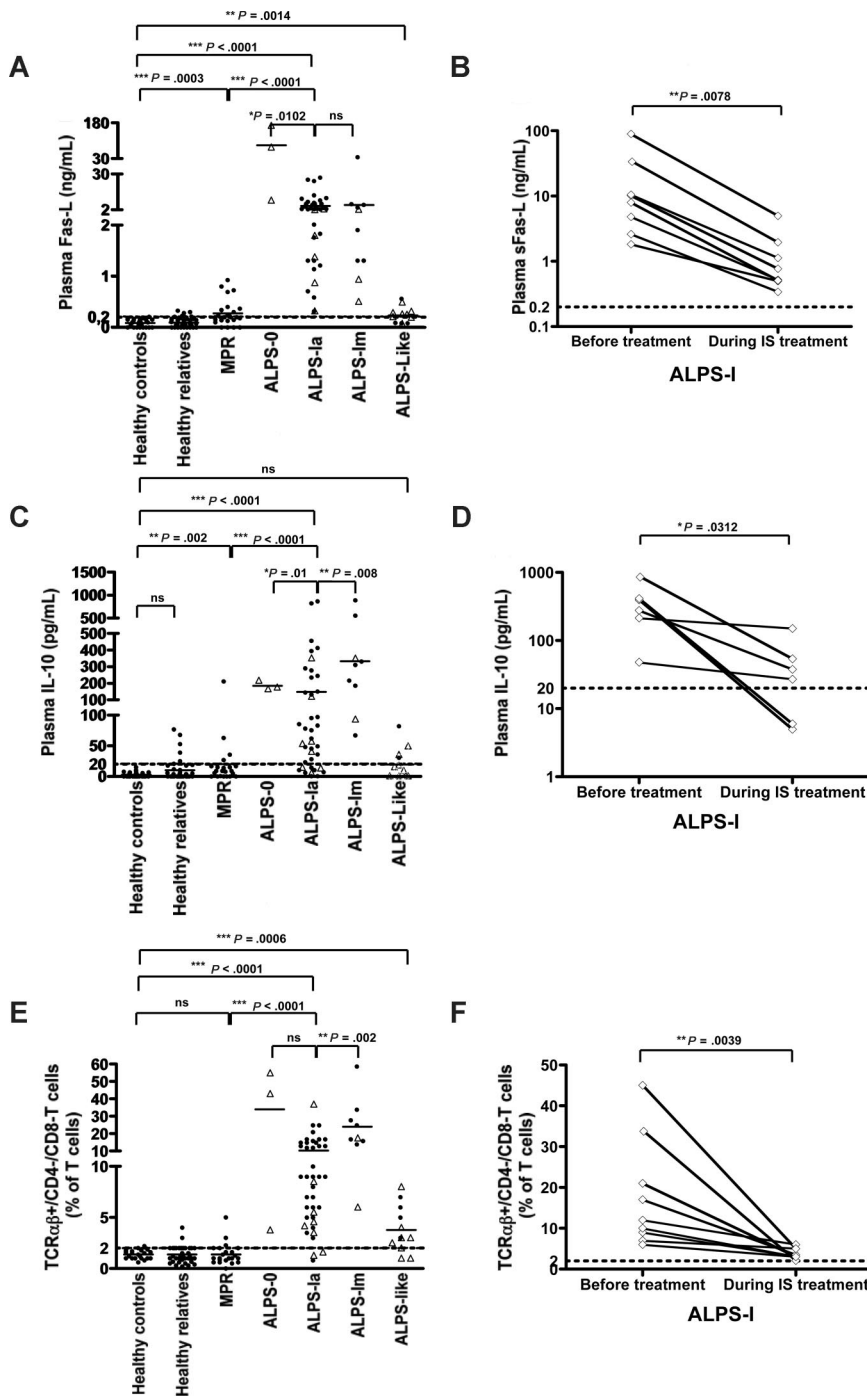 ** P = .0014
*** P < .0001
A
*** P = .0003
*** P < .0001
*P = .0102
ns
Plasma Fas-L (ng/mL)
180
30
30
2
2
1
0,2
0
Healthy controls
Healthy relatives
MPR
ALPS-0
ALPS-Ia
ALPS-Im
ALPS-Like
B
**P = .0078
Plasma sFas-L (ng/mL)
100
10
1
0.2
0.1
Before treatment
During IS treatment
ALPS-I
ns
*** P < .0001
C
** P = .002
*** P < .0001
*P = .01
** P = .008
ns
Plasma IL-10 (pg/mL)
1500
1000
500
500
400
300
200
100
100
50
20
0
Healthy controls
Healthy relatives
MPR
ALPS-0
ALPS-Ia
ALPS-Im
ALPS-Like
D
*P = .0312
Plasma IL-10 (pg/mL)
1000
100
20
10
1
Before treatment
During IS treatment
ALPS-I
*** P = .0006
*** P < .0001
E
ns
*** P < .0001
ns
** P = .002
TCRαβ+/CD4-/CD8-T cells
(% of T cells)
60
50
40
30
20
10
10
5
2
0
Healthy controls
Healthy relatives
MPR
ALPS-0
ALPS-Ia
ALPS-Im
ALPS-like
F
**P = .0039
TCRαβ+/CD4-/CD8-T cells
(% of T cells)
50
40
30
20
10
2
0
Before treatment
During IS treatment
ALPS-I